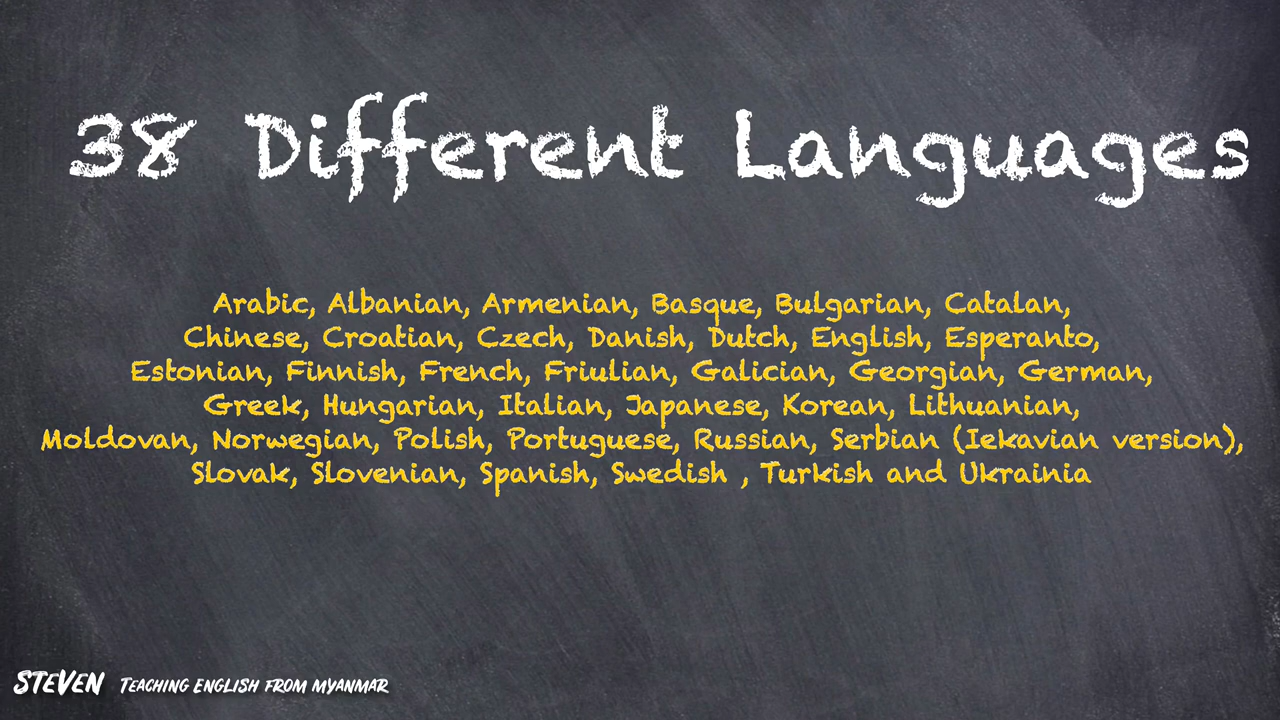 38 Different Languages
Arabic, Albanian, Armenian, Basque, Bulgarian, Catalan,
Chinese, Croatian, Czech, Danish, Dutch, English, Esperanto,
Estonian, Finnish, French, Friulian, Galician, Georgian, German,
Greek, Hungarian, Italian, Japanese, Korean, Lithuanian,
Moldovan, Norwegian, Polish, Portuguese, Russian, Serbian (Iekavian version),
Slovak, Slovenian, Spanish, Swedish , Turkish and Ukrainia
STEVEN TEACHING ENGLISH FROM MYANMAR